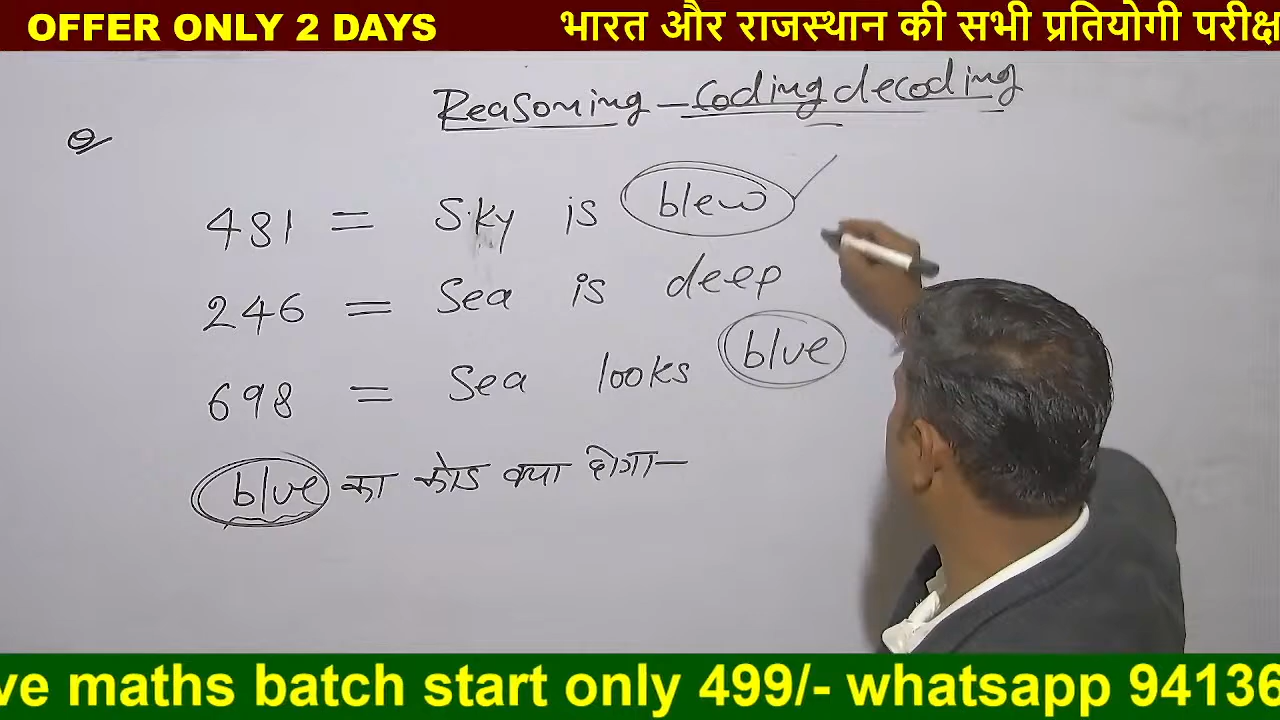 OFFER ONLY 2 DAYS भारत और राजस्थान की सभी प्रतियोगी परीक्ष
Reasoning - Coding decoding
Q
481 = Sky is blew
246 = Sea is deep
698 = Sea looks blue
blue का कोड क्या होगा-
ve maths batch start only 499/- whatsapp 94136